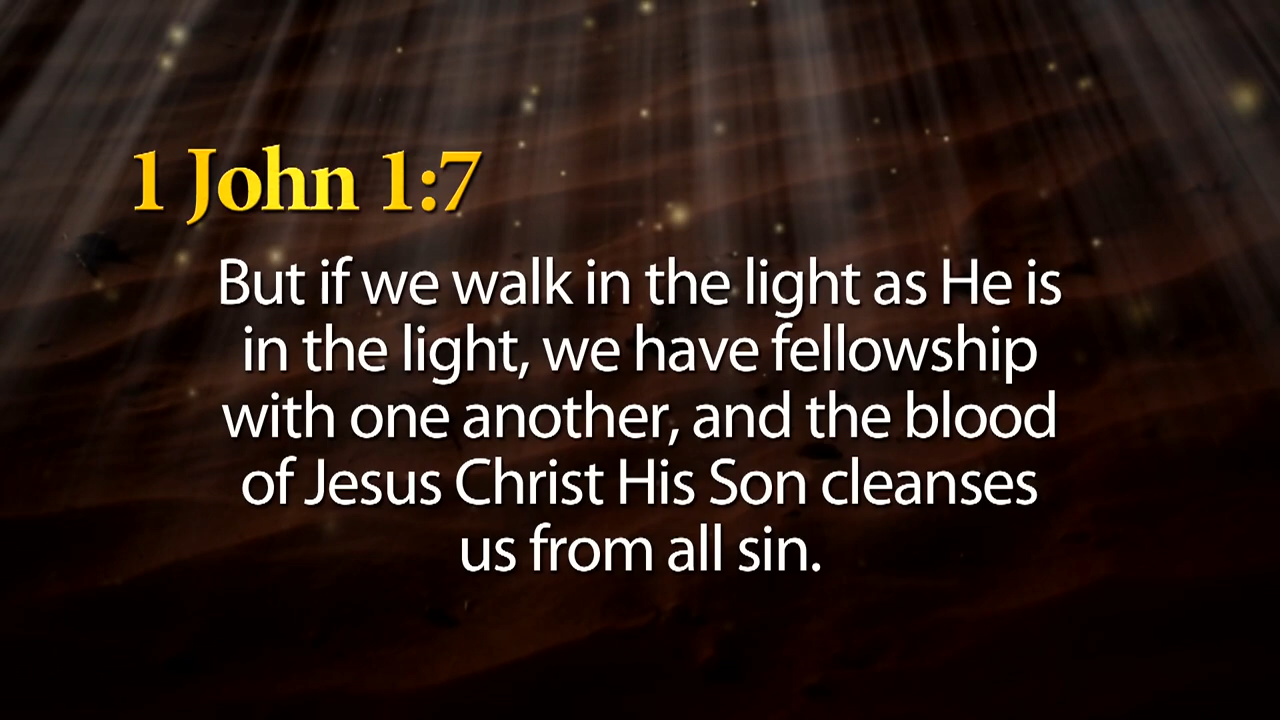 1 John 1:7
But if we walk in the light as He is
in the light, we have fellowship
with one another, and the blood
of Jesus Christ His Son cleanses
us from all sin.